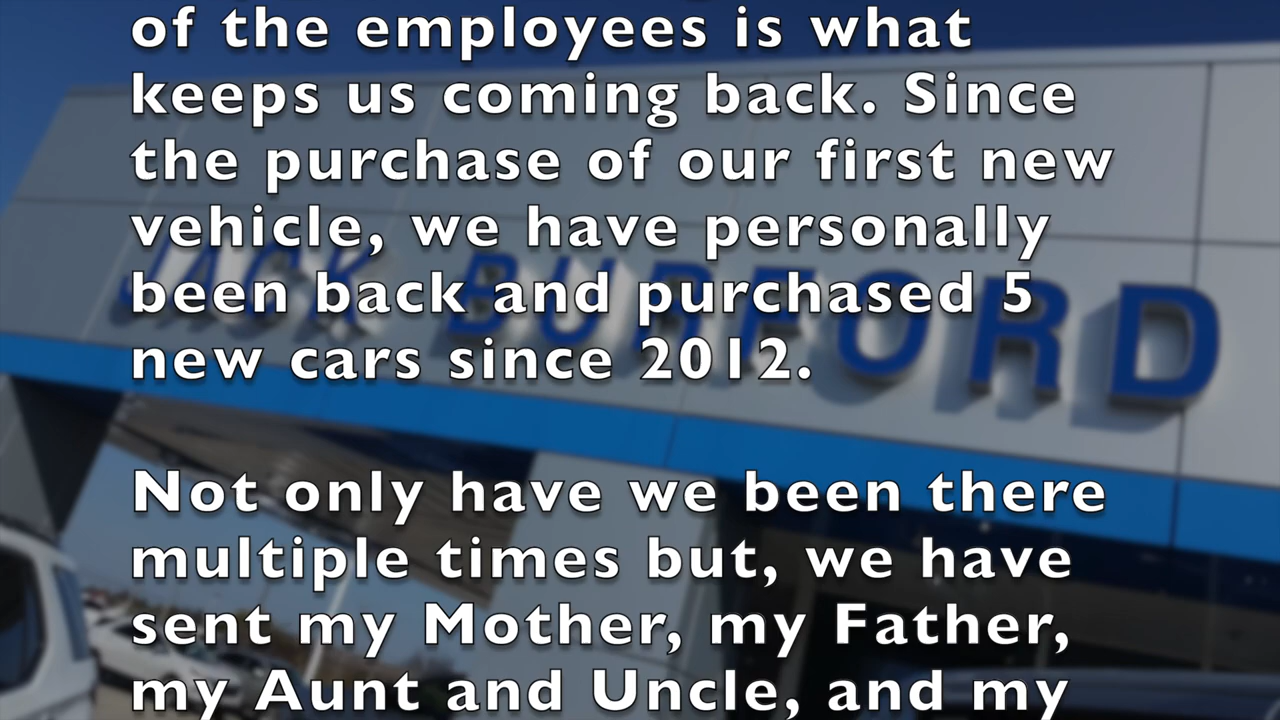 of the employees is what
keeps us coming back. Since
the purchase of our first new
vehicle, we have personally
been back and purchased 5
new cars since 2012.
Not only have we been there
multiple times but, we have
sent my Mother, my Father,
my Aunt and Uncle, and my
JACK BURFORD